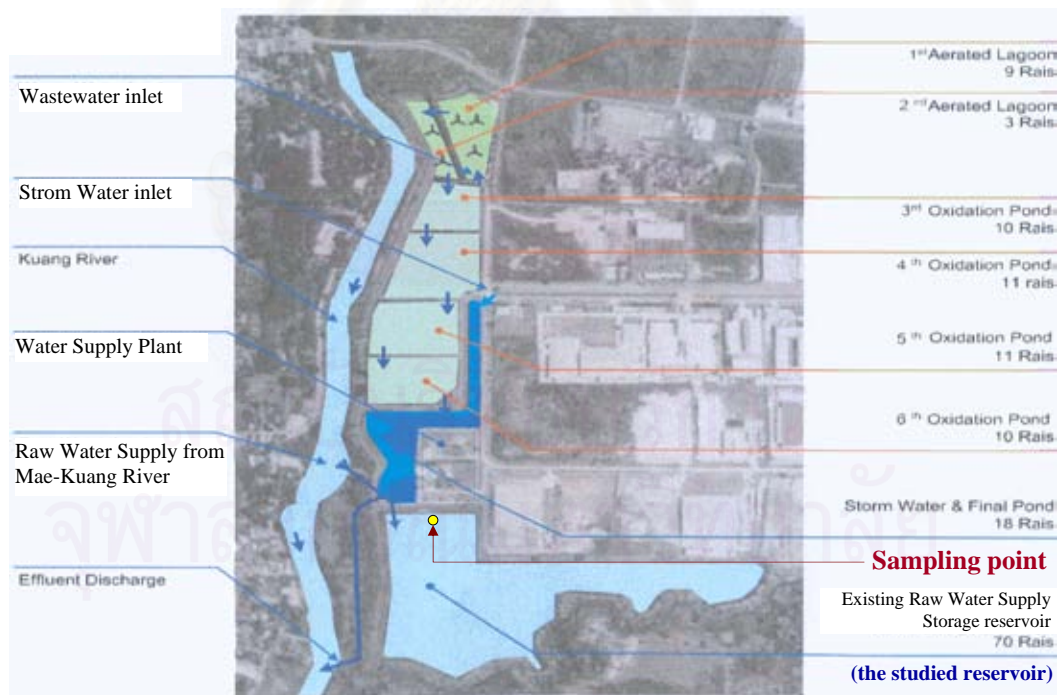 Wastewater inlet
Strom Water inlet
Kuang River
Water Supply Plant
Raw Water Supply from
Mae-Kuang River
Effluent Discharge
1st Aerated Lagoon
9 Rais
2nd Aerated Lagoon
3 Rais
3rd Oxidation Pond
10 Rais
4th Oxidation Pond
11 rais
5th Oxidation Pond
11 Rais
6th Oxidation Pond
10 Rais
Storm Water & Final Pond
18 Rais
Sampling point
Existing Raw Water Supply
Storage reservoir
70 Rais
(the studied reservoir)